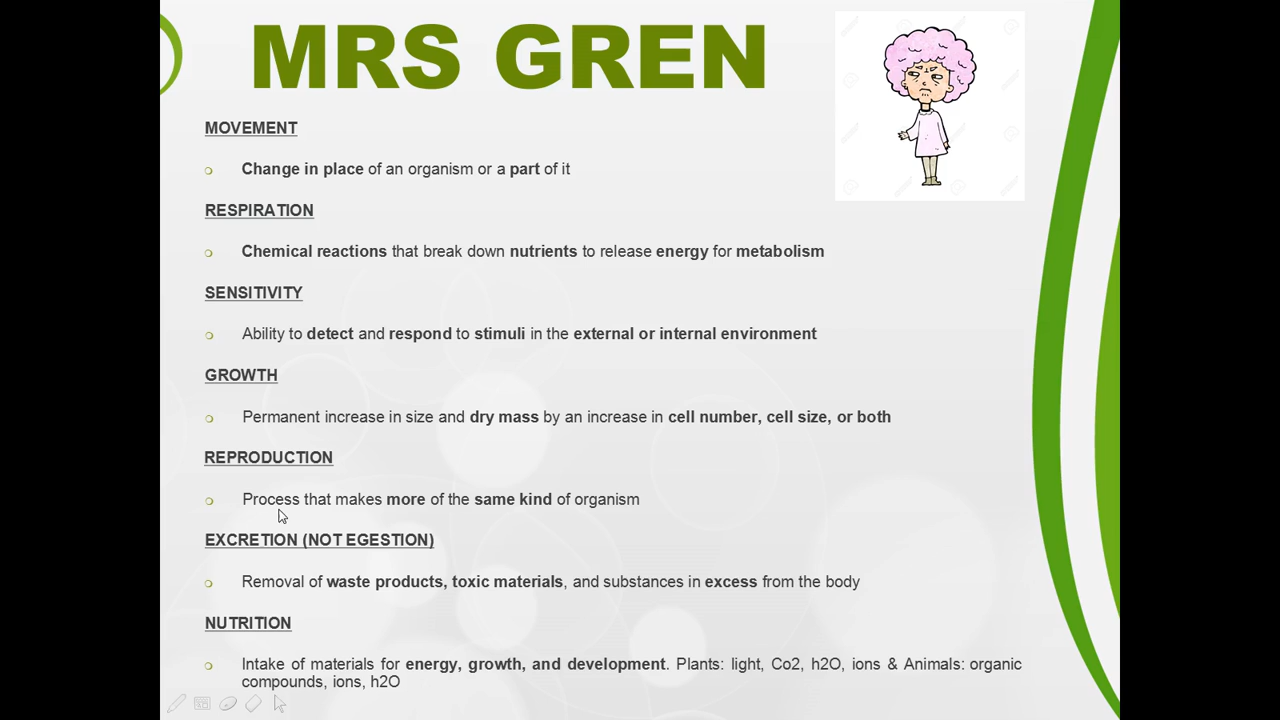 MRS GREN
MOVEMENT
Change in place of an organism or a part of it
RESPIRATION
Chemical reactions that break down nutrients to release energy for metabolism
SENSITIVITY
Ability to detect and respond to stimuli in the external or internal environment
GROWTH
Permanent increase in size and dry mass by an increase in cell number, cell size, or both
REPRODUCTION
Process that makes more of the same kind of organism
EXCRETION (NOT EGESTION)
Removal of waste products, toxic materials, and substances in excess from the body
NUTRITION
Intake of materials for energy, growth, and development. Plants: light, Co2, h2O, ions & Animals: organic
compounds, ions, h2O